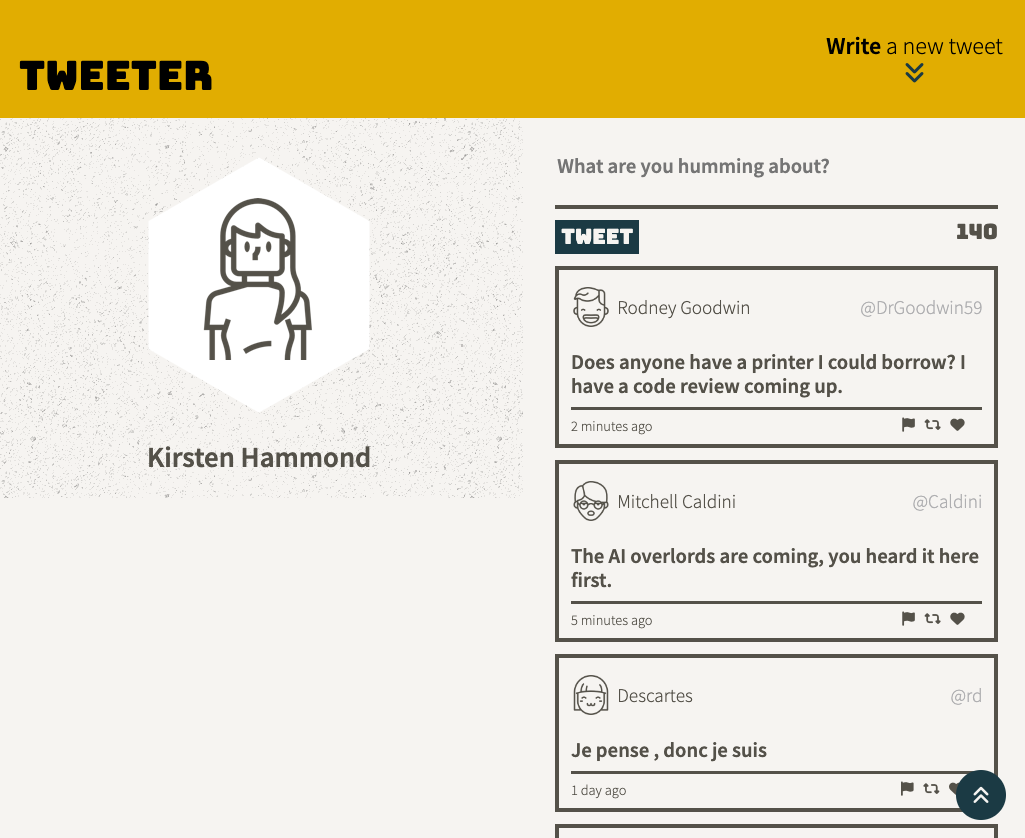 TWEETER
Write a new tweet
Kirsten Hammond
What are you humming about?
TWEET
140
Rodney Goodwin
@DrGoodwin59
Does anyone have a printer I could borrow? I
have a code review coming up.
2 minutes ago
Mitchell Caldini
@Caldini
The AI overlords are coming, you heard it here
first.
5 minutes ago
Descartes
@rd
Je pense , donc je suis
1 day ago